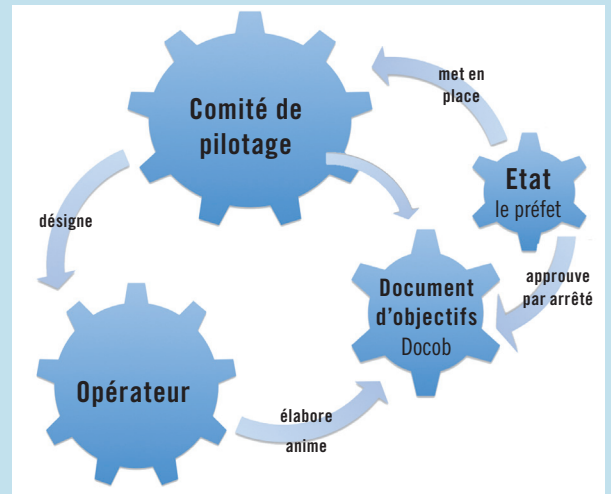 Comité de
pilotage
met en
place
Etat
le préfet
désigne
approuve
par arrêté
Document
d'objectifs
Docob
Opérateur
élabore
anime